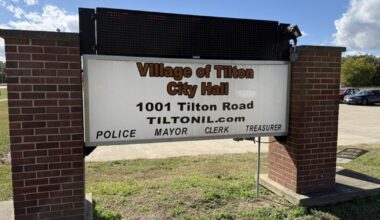 Village of Tilton
City Hall
1001 Tilton Road
TILTONIL.com
POLICE MAYOR CLERK TREASURER